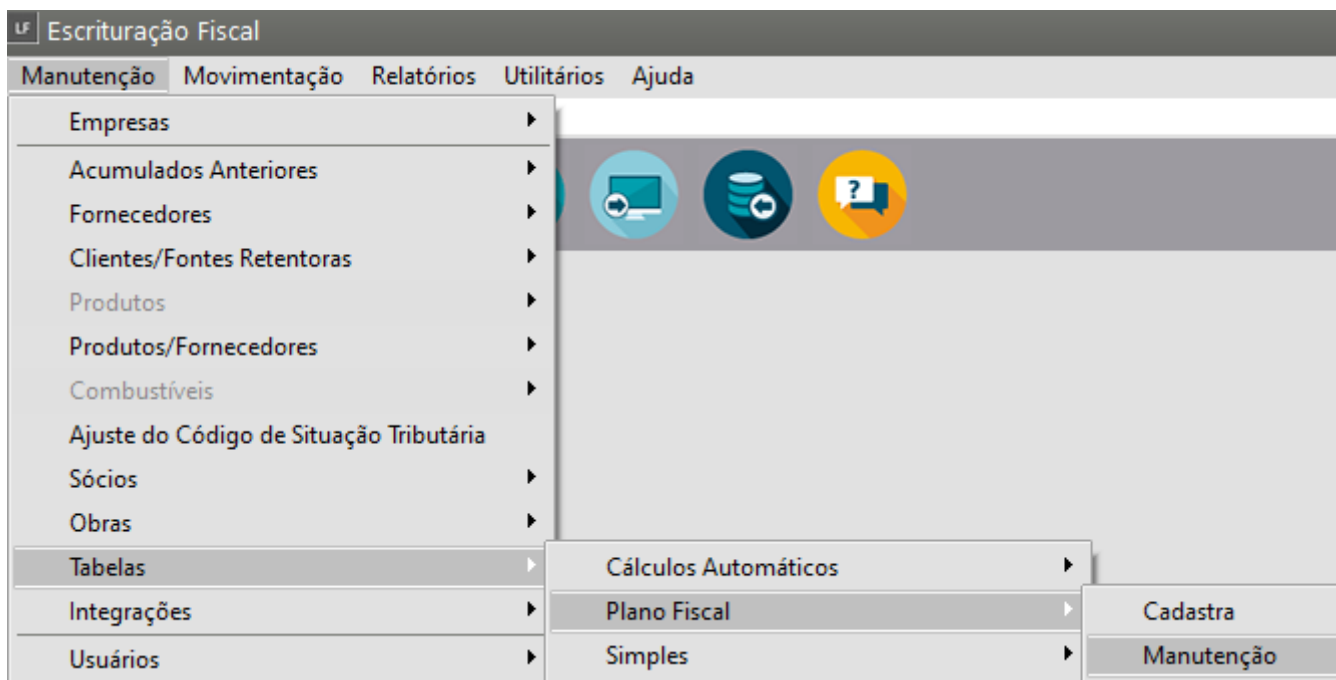 LF Escrituração Fiscal
Manutenção Movimentação Relatórios Utilitários Ajuda
Empresas
Acumulados Anteriores
Fornecedores
?
Clientes/Fontes Retentoras
Produtos
Produtos/Fornecedores
Combustíveis
Ajuste do Código de Situação Tributária
Sócios
Obras
Tabelas
Cálculos Automáticos
Integrações
Plano Fiscal
Cadastra
Usuários
Simples
Manutenção